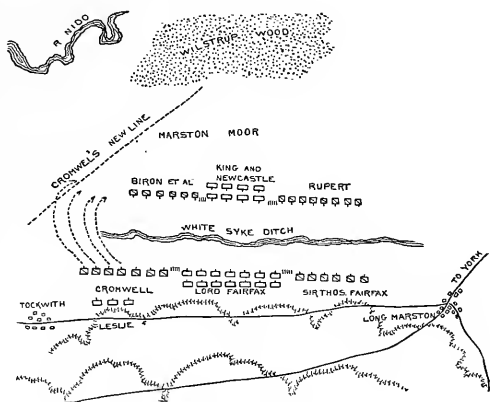 R NIDO
WILSTRUP WOOD
CROMWEL'S NEW LINE
MARSTON MOOR
BIRON ET AL
KING AND
NEWCASTLE
RUPERT
WHITE SYKE DITCH
TO YORK
CROMWELL
LORD FAIRFAX
SIR THOS. FAIRFAX
TOCKWITH
LESLIE
LONG MARSTON